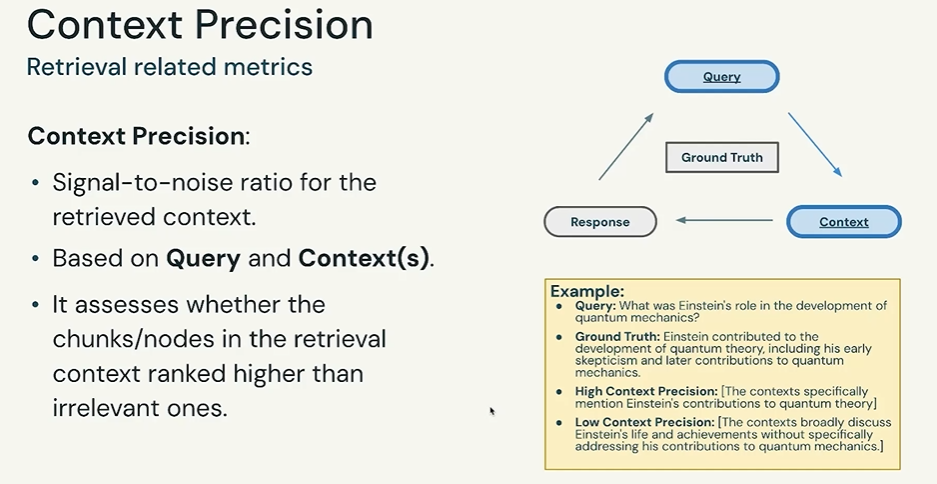 Context Precision
Retrieval related metrics
Context Precision:
• Signal-to-noise ratio for the
retrieved context.
• Based on Query and Context(s).
• It assesses whether the
chunks/nodes in the retrieval
context ranked higher than
irrelevant ones.
Query
Ground Truth
Response
Context
Example:
• Query: What was Einstein's role in the development of
quantum mechanics?
• Ground Truth: Einstein contributed to the
development of quantum theory, including his early
skepticism and later contributions to quantum
mechanics.
• High Context Precision: [The contexts specifically
mention Einstein's contributions to quantum theory]
• Low Context Precision: [The contexts broadly discuss
Einstein's life and achievements without specifically
addressing his contributions to quantum mechanics.]